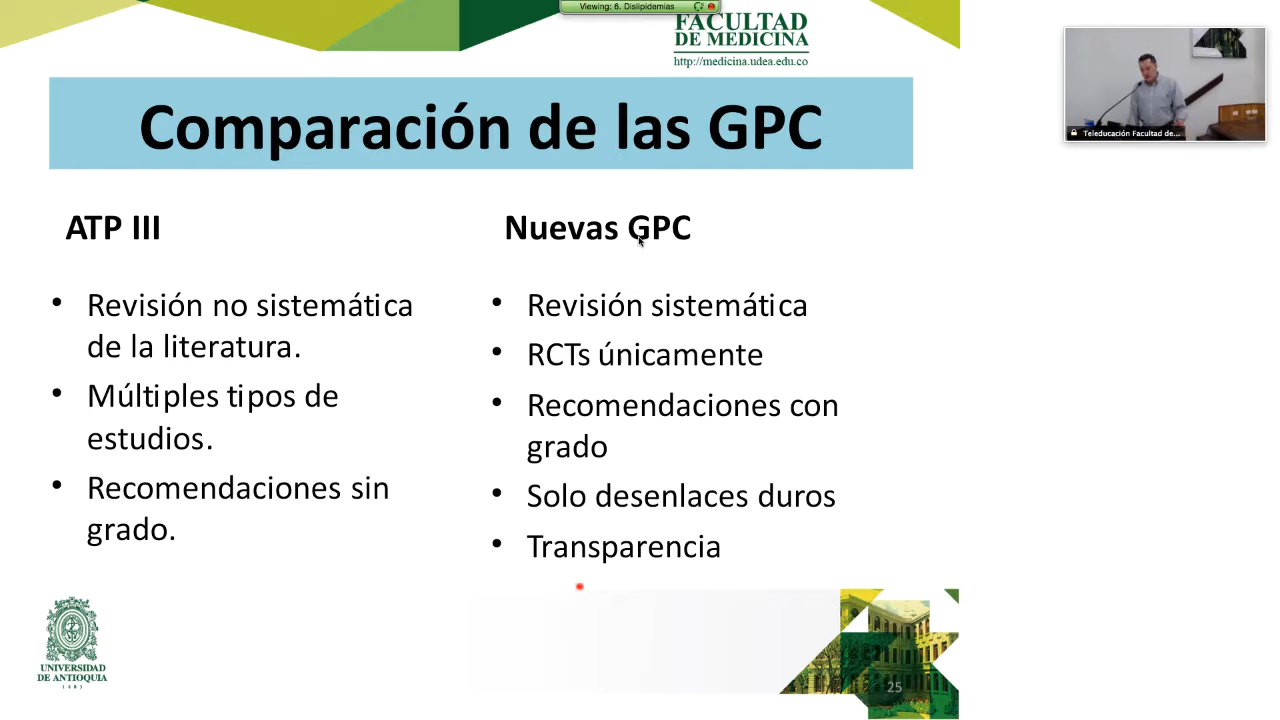 Viewing: 6. Dislipidemias
FACULTAD
DE MEDICINA
http://medicina.udea.edu.co
Comparación de las GPC
ATP III
• Revisión no sistemática
de la literatura.
• Múltiples tipos de
estudios.
• Recomendaciones sin
grado.
Nuevas GPC
• Revisión sistemática
• RCTs únicamente
• Recomendaciones con
grado
• Solo desenlaces duros
• Transparencia
Teleducación Facultad de...
UNIVERSIDAD
DE ANTIOQUIA
1803
25